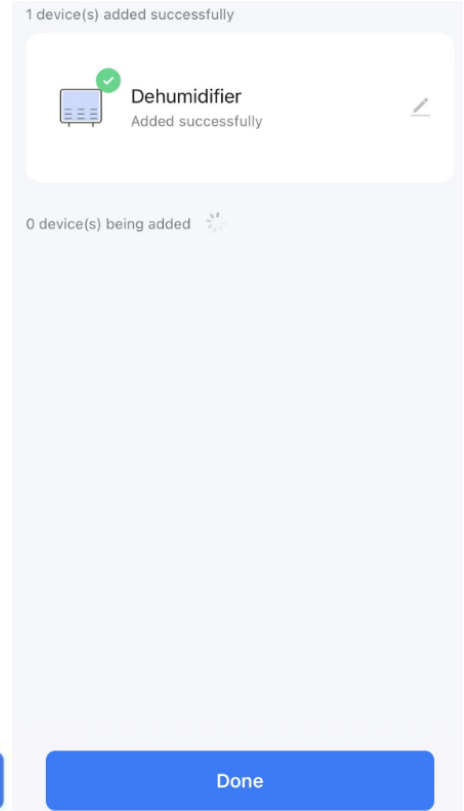 1 device(s) added successfully
Dehumidifier
Added successfully
0 device(s) being added
Done